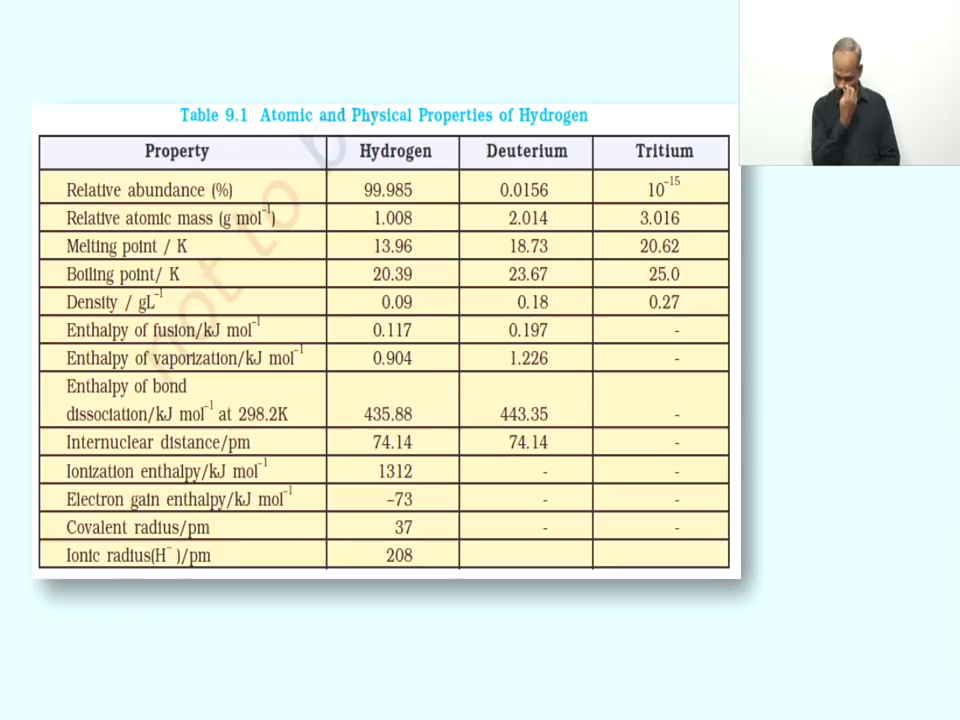 Table 9.1 Atomic and Physical Properties of Hydrogen
Property Hydrogen Deuterium Tritium
Relative abundance (%) 99.985 0.0156 10⁻¹⁵
Relative atomic mass (g mol⁻¹) 1.008 2.014 3.016
Melting point / K 13.96 18.73 20.62
Boiling point/ K 20.39 23.67 25.0
Density / gL⁻¹ 0.09 0.18 0.27
Enthalpy of fusion/kJ mol⁻¹ 0.117 0.197 -
Enthalpy of vaporization/kJ mol⁻¹ 0.904 1.226 -
Enthalpy of bond
dissociation/kJ mol⁻¹ at 298.2K 435.88 443.35 -
Internuclear distance/pm 74.14 74.14 -
Ionization enthalpy/kJ mol⁻¹ 1312 - -
Electron gain enthalpy/kJ mol⁻¹ –73 - -
Covalent radius/pm 37 - -
Ionic radius(H⁻ )/pm 208
not to b